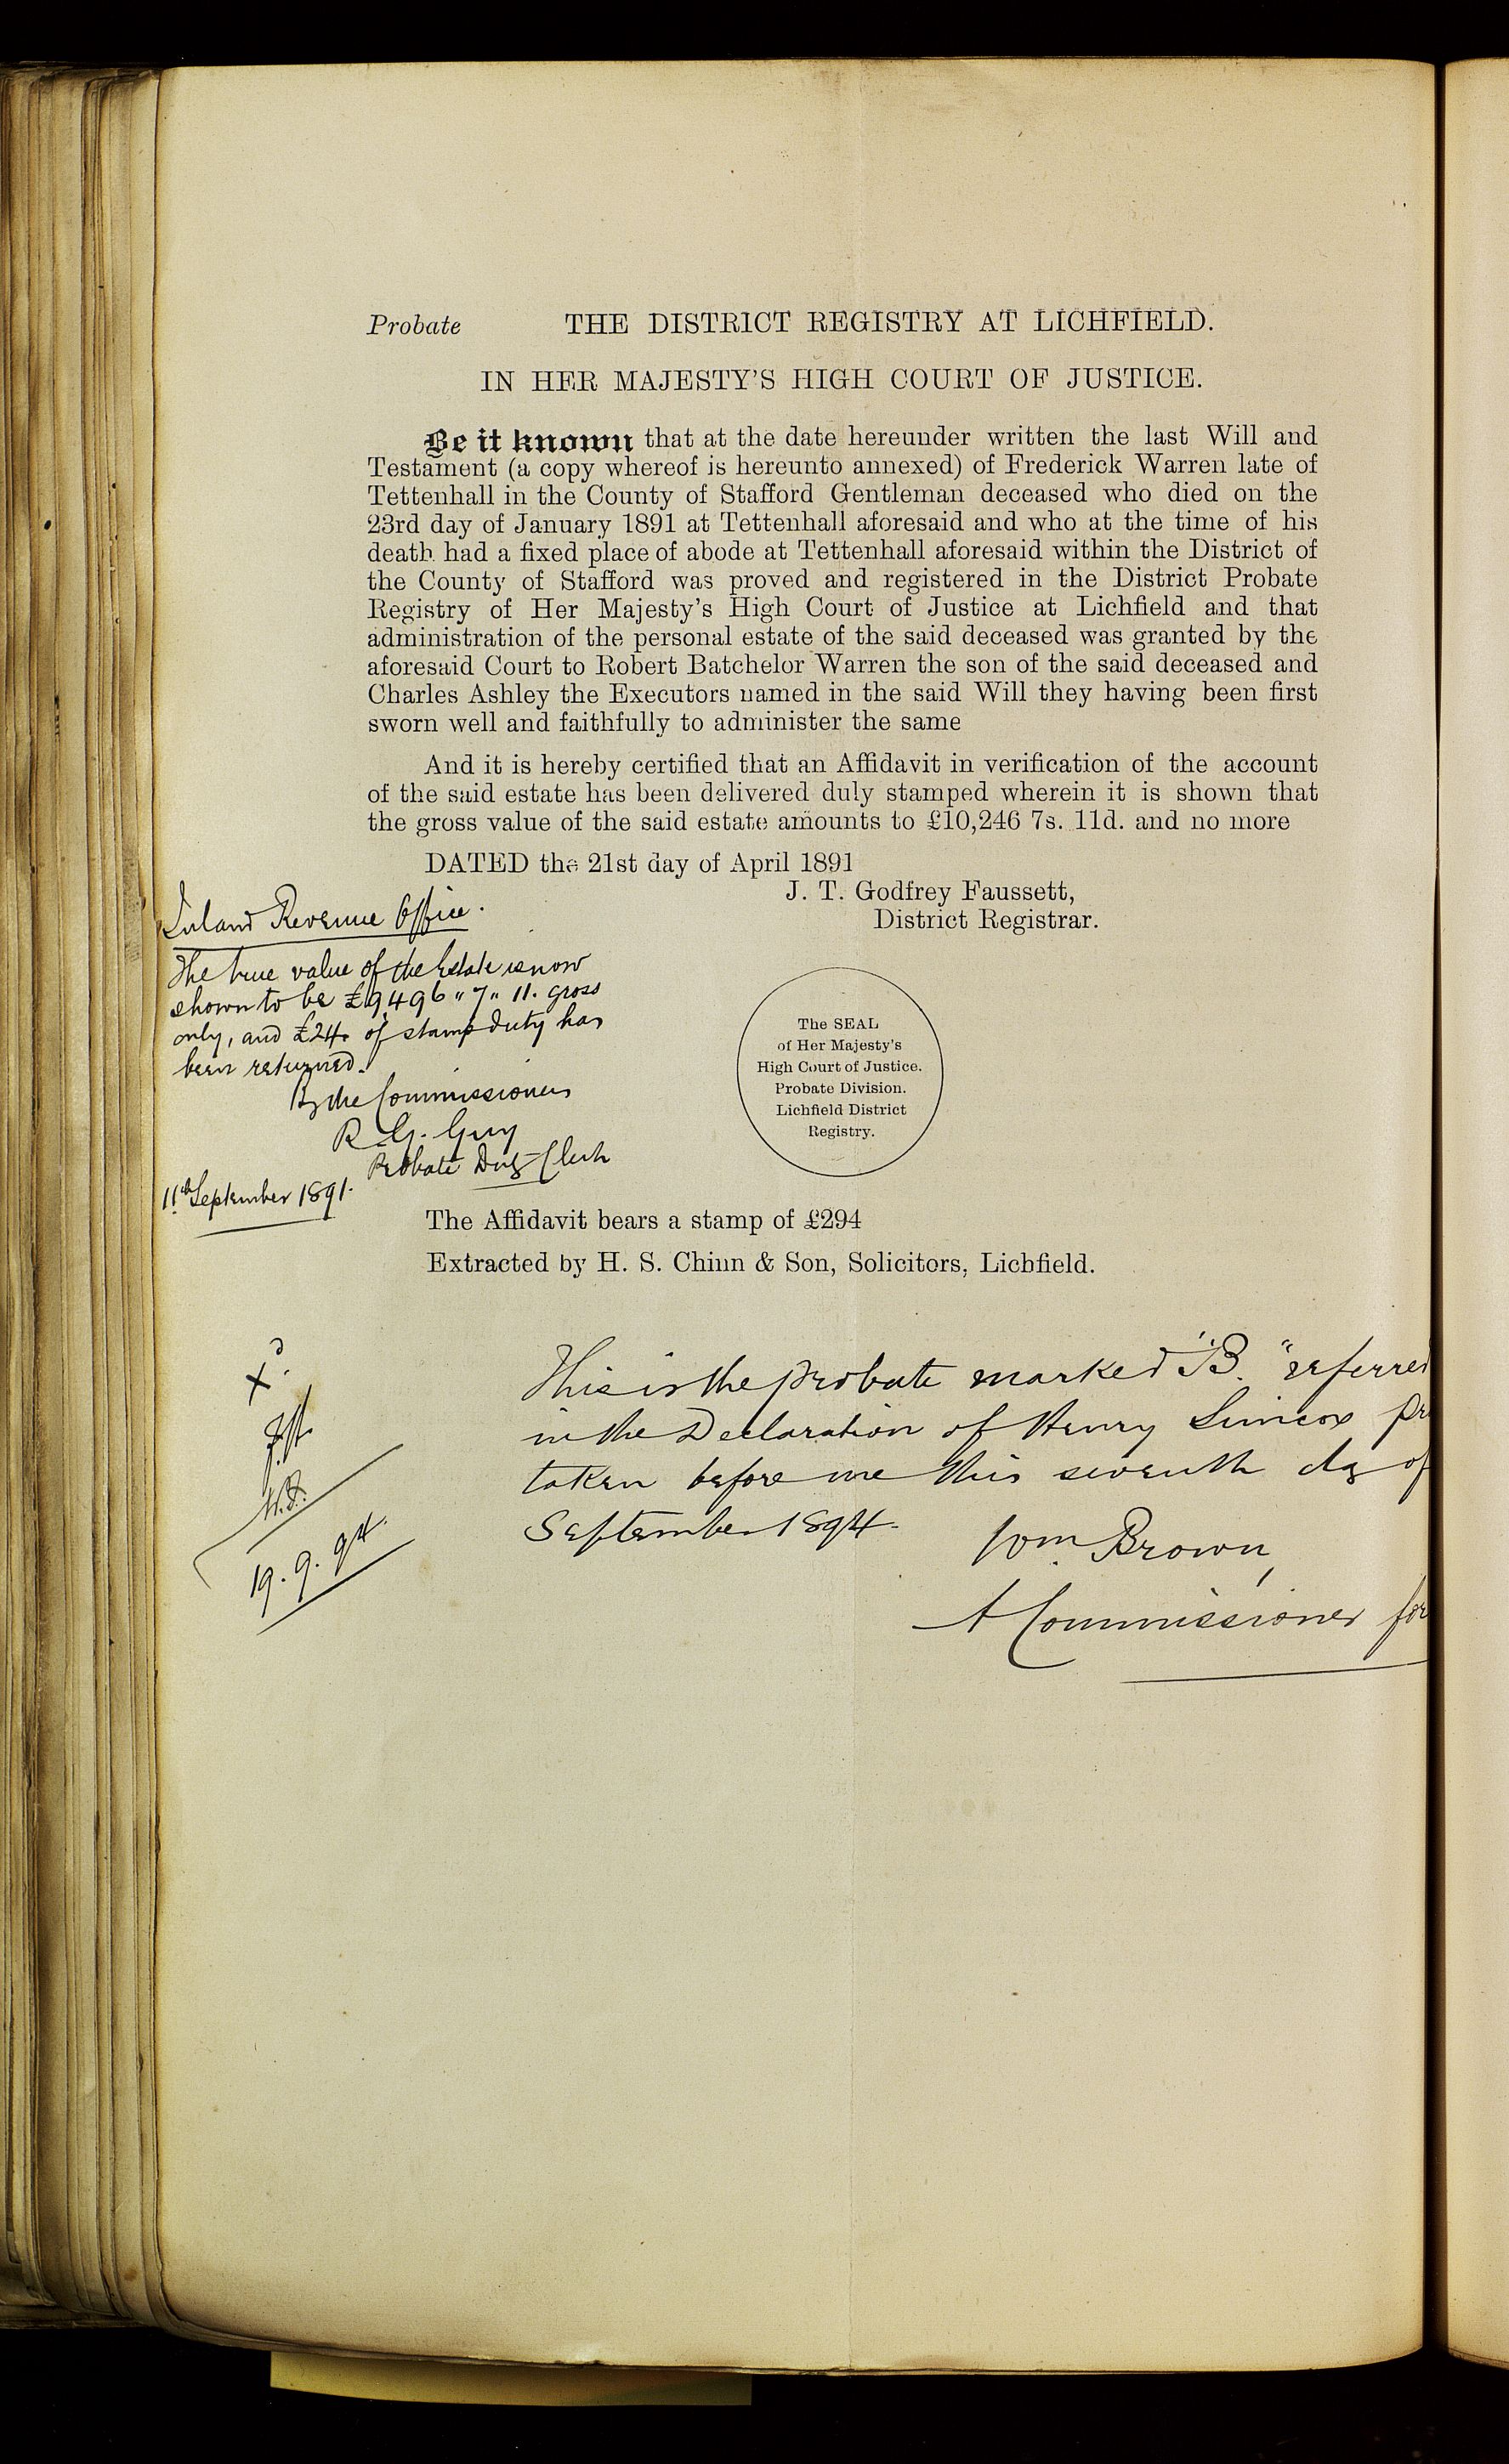 Probate THE DISTRICT REGISTRY AT LICHFIELD.
IN HER MAJESTY'S HIGH COURT OF JUSTICE.
Be it known that at the date hereunder written the last Will and
Testament (a copy whereof is hereunto annexed) of Frederick Warren late of
Tettenhall in the County of Stafford Gentleman deceased who died on the
23rd day of January 1891 at Tettenhall aforesaid and who at the time of his
death had a fixed place of abode at Tettenhall aforesaid within the District of
the County of Stafford was proved and registered in the District Probate
Registry of Her Majesty's High Court of Justice at Lichfield and that
administration of the personal estate of the said deceased was granted by the
aforesaid Court to Robert Batchelor Warren the son of the said deceased and
Charles Ashley the Executors named in the said Will they having been first
sworn well and faithfully to administer the same
And it is hereby certified that an Affidavit in verification of the account
of the said estate has been delivered duly stamped wherein it is shown that
the gross value of the said estate amounts to £10,246 7s. 11d. and no more
DATED the 21st day of April 1891
J. T. Godfrey Faussett,
District Registrar.
Inland Revenue Office.
The true value of the Estate is now
shown to be £9,496 " 7 " 11. gross
only, and £24. of stamp duty has
been returned.
By the Commissioners
R. G. Guy
Probate Duty Clerk
11th September 1891.
The SEAL
of Her Majesty's
High Court of Justice.
Probate Division.
Lichfield District
Registry.
The Affidavit bears a stamp of £294
Extracted by H. S. Chinn & Son, Solicitors, Lichfield.
This is the probate marked "B." referred
in the Declaration of Henry Simcox
taken before me this seventh day of
September 1894.
Wm Brown,
A Commissioner for
Xd.
19. 9. 94.